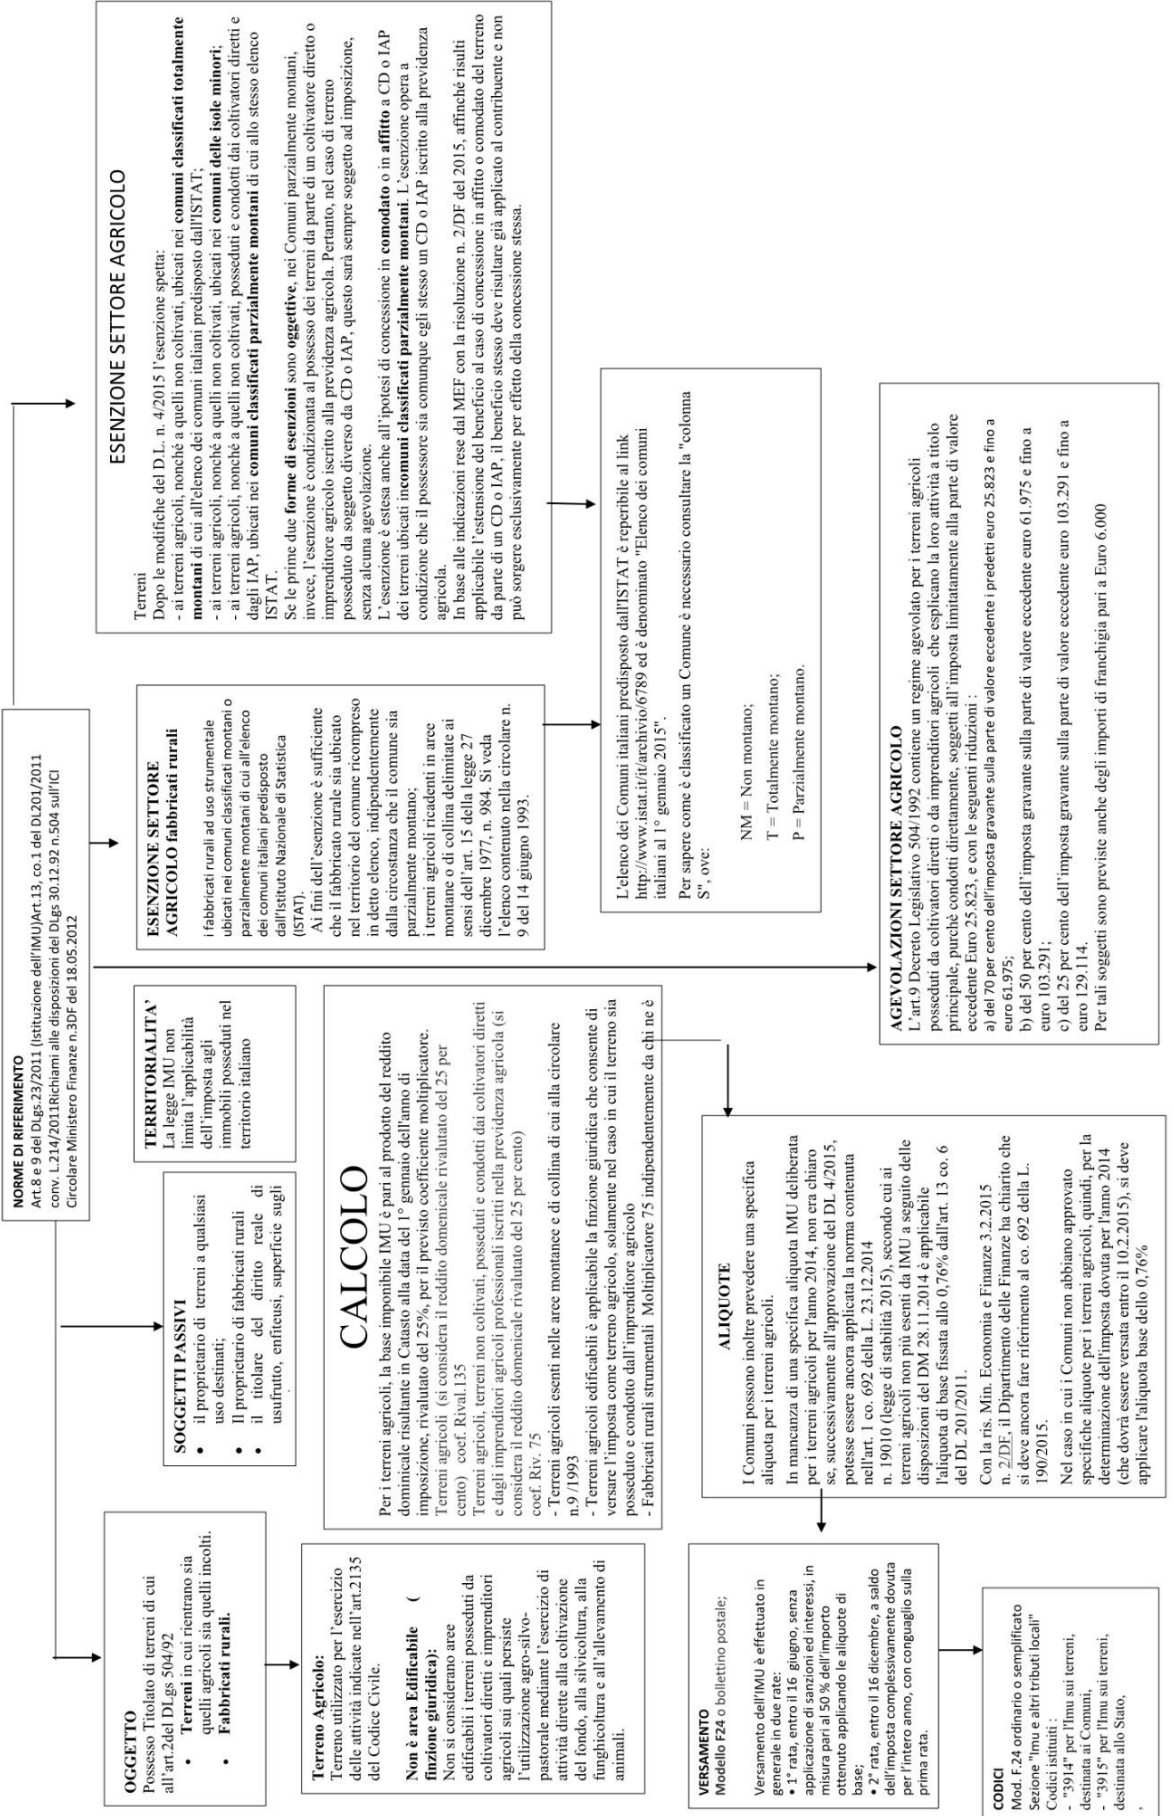 NORME DI RIFERIMENTO
Art.8 e 9 del DLgs.23/2011 (Istituzione dell'IMU)Art.13, co.1 del DL201/2011
conv. L.214/2011Richiami alle disposizioni del DLgs 30.12.92 n.504 sull'ICI
Circolare Ministero Finanze n.3DF del 18.05.2012
OGGETTO
Possesso Titolato di terreni di cui
all'art.2del DLgs 504/92
• Terreni in cui rientrano sia
quelli agricoli sia quelli incolti.
• Fabbricati rurali.
SOGGETTI PASSIVI
• il proprietario di terreni a qualsiasi
uso destinati;
• Il proprietario di fabbricati rurali
• il titolare del diritto reale di
usufrutto, enfiteusi, superficie sugli
TERRITORIALITA'
La legge IMU non
limita l'applicabilità
dell'imposta agli
immobili posseduti nel
territorio italiano
ESENZIONE SETTORE
AGRICOLO fabbricati rurali
i fabbricati rurali ad uso strumentale
ubicati nei comuni classificati montani o
parzialmente montani di cui all'elenco
dei comuni italiani predisposto
dall'Istituto Nazionale di Statistica
(ISTAT).
Ai fini dell'esenzione è sufficiente
che il fabbricato rurale sia ubicato
nel territorio del comune ricompreso
in detto elenco, indipendentemente
dalla circostanza che il comune sia
parzialmente montano;
i terreni agricoli ricadenti in aree
montane o di collina delimitate ai
sensi dell'art. 15 della legge 27
dicembre 1977, n. 984. Si veda
l'elenco contenuto nella circolare n.
9 del 14 giugno 1993.
ESENZIONE SETTORE AGRICOLO
Terreni
Dopo le modifiche del D.L. n. 4/2015 l'esenzione spetta:
- ai terreni agricoli, nonché a quelli non coltivati, ubicati nei comuni classificati totalmente
montani di cui all'elenco dei comuni italiani predisposto dall'ISTAT;
- ai terreni agricoli, nonché a quelli non coltivati, ubicati nei comuni delle isole minori;
- ai terreni agricoli, nonché a quelli non coltivati, posseduti e condotti dai coltivatori diretti e
dagli IAP, ubicati nei comuni classificati parzialmente montani di cui allo stesso elenco
ISTAT.
Se le prime due forme di esenzioni sono oggettive, nei Comuni parzialmente montani,
invece, l'esenzione è condizionata al possesso dei terreni da parte di un coltivatore diretto o
imprenditore agricolo iscritto alla previdenza agricola. Pertanto, nel caso di terreno
posseduto da soggetto diverso da CD o IAP, questo sarà sempre soggetto ad imposizione,
senza alcuna agevolazione.
L'esenzione è estesa anche all'ipotesi di concessione in comodato o in affitto a CD o IAP
dei terreni ubicati incomuni classificati parzialmente montani. L'esenzione opera a
condizione che il possessore sia comunque egli stesso un CD o IAP iscritto alla previdenza
agricola.
In base alle indicazioni rese dal MEF con la risoluzione n. 2/DF del 2015, affinché risulti
applicabile l'estensione del beneficio al caso di concessione in affitto o comodato del terreno
da parte di un CD o IAP, il beneficio stesso deve risultare già applicato al contribuente e non
può sorgere esclusivamente per effetto della concessione stessa.
Terreno Agricolo:
Terreno utilizzato per l'esercizio
delle attività indicate nell'art.2135
del Codice Civile.
Non è area Edificabile (
finzione giuridica):
Non si considerano aree
edificabili i terreni posseduti da
coltivatori diretti e imprenditori
agricoli sui quali persiste
l'utilizzazione agro-silvo-
pastorale mediante l'esercizio di
attività dirette alla coltivazione
del fondo, alla silvicoltura, alla
funghicoltura e all'allevamento di
animali.
CALCOLO
Per i terreni agricoli, la base imponibile IMU è pari al prodotto del reddito
domenicale risultante in Catasto alla data del 1° gennaio dell'anno di
imposizione, rivalutato del 25%, per il previsto coefficiente moltiplicatore.
Terreni agricoli (si considera il reddito domenicale rivalutato del 25 per
cento) coef. Rival.135
Terreni agricoli, terreni non coltivati, posseduti e condotti dai coltivatori diretti
e dagli imprenditori agricoli professionali iscritti nella previdenza agricola (si
considera il reddito domenicale rivalutato del 25 per cento)
coef. Riv. 75
- Terreni agricoli esenti nelle aree montanee e di collina di cui alla circolare
n.9 /1993
- Terreni agricoli edificabili è applicabile la finzione giuridica che consente di
versare l'imposta come terreno agricolo, solamente nel caso in cui il terreno sia
posseduto e condotto dall'imprenditore agricolo
- Fabbricati rurali strumentali Moltiplicatore 75 indipendentemente da chi ne è
L'elenco dei Comuni italiani predisposto dall'ISTAT è reperibile al link
http://www.istat.it/it/archivio/6789 ed è denominato "Elenco dei comuni
italiani al 1° gennaio 2015".
Per sapere come è classificato un Comune è necessario consultare la "colonna
S", ove:
NM = Non montano;
T = Totalmente montano;
P = Parzialmente montano.
VERSAMENTO
Modello F24 o bollettino postale;
Versamento dell'IMU è effettuato in
generale in due rate:
• 1° rata, entro il 16 giugno, senza
applicazione di sanzioni ed interessi, in
misura pari al 50 % dell'importo
ottenuto applicando le aliquote di
base;
• 2° rata, entro il 16 dicembre, a saldo
dell'imposta complessivamente dovuta
per l'intero anno, con conguaglio sulla
prima rata.
ALIQUOTE
I Comuni possono inoltre prevedere una specifica
aliquota per i terreni agricoli.
In mancanza di una specifica aliquota IMU deliberata
per i terreni agricoli per l'anno 2014, non era chiaro
se, successivamente all'approvazione del DL 4/2015,
potesse essere ancora applicata la norma contenuta
nell'art. 1 co. 692 della L. 23.12.2014
n. 19010 (legge di stabilità 2015), secondo cui ai
terreni agricoli non più esenti da IMU a seguito delle
disposizioni del DM 28.11.2014 è applicabile
l'aliquota di base fissata allo 0,76% dall'art. 13 co. 6
del DL 201/2011.
Con la ris. Min. Economia e Finanze 3.2.2015
n. 2/DF, il Dipartimento delle Finanze ha chiarito che
si deve ancora fare riferimento al co. 692 della L.
190/2015.
Nel caso in cui i Comuni non abbiano approvato
specifiche aliquote per i terreni agricoli, quindi, per la
determinazione dell'imposta dovuta per l'anno 2014
(che dovrà essere versata entro il 10.2.2015), si deve
applicare l'aliquota base dello 0,76%
AGEVOLAZIONI SETTORE AGRICOLO
L'art.9 Decreto Legislativo 504/1992 contiene un regime agevolato per i terreni agricoli
posseduti da coltivatori diretti o da imprenditori agricoli che esplicano la loro attività a titolo
principale, purchè condotti direttamente, soggetti all'imposta limitatamente alla parte di valore
eccedente Euro 25.823, e con le seguenti riduzioni :
a) del 70 per cento dell'imposta gravante sulla parte di valore eccedente i predetti euro 25.823 e fino a
euro 61.975;
b) del 50 per cento dell'imposta gravante sulla parte di valore eccedente euro 61.975 e fino a
euro 103.291;
c) del 25 per cento dell'imposta gravante sulla parte di valore eccedente euro 103.291 e fino a
euro 129.114.
Per tali soggetti sono previste anche degli importi di franchigia pari a Euro 6.000
CODICI
Mod. F.24 ordinario o semplificato
Sezione "Imu e altri tributi locali"
Codici istituiti :
- "3914" per l'Imu sui terreni,
destinata ai Comuni,
- "3915" per l'Imu sui terreni,
destinata allo Stato,
,